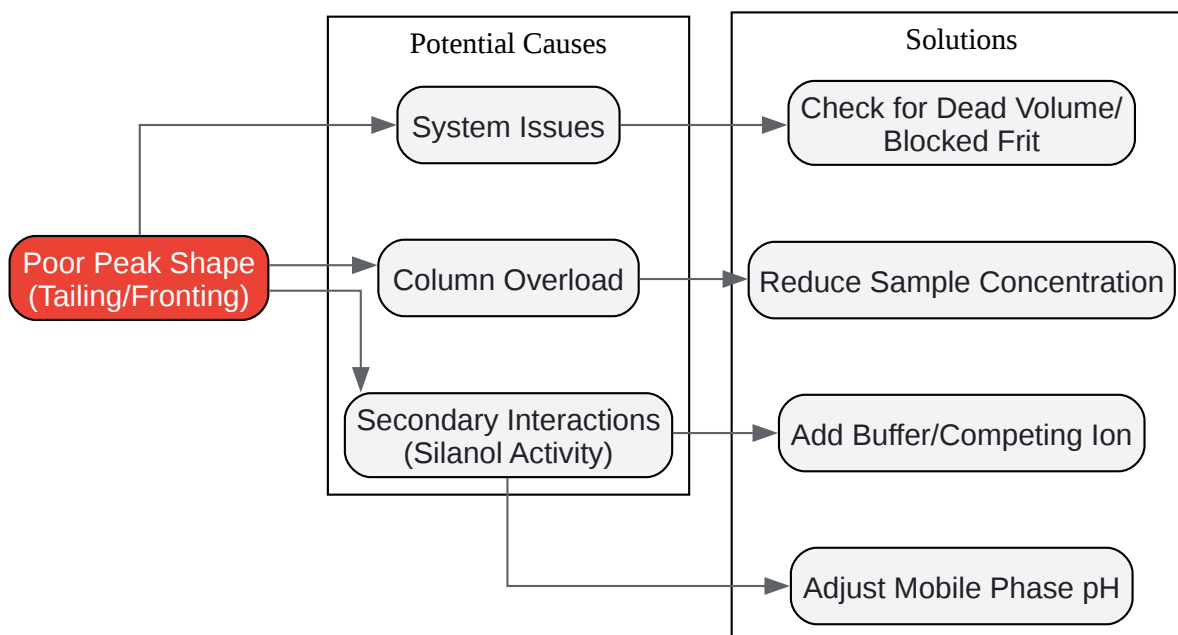 Potential Causes
Solutions
System Issues
Check for Dead Volume/
Blocked Frit
Poor Peak Shape
(Tailing/Fronting)
Column Overload
Reduce Sample Concentration
Secondary Interactions
(Silanol Activity)
Add Buffer/Competing Ion
Adjust Mobile Phase pH